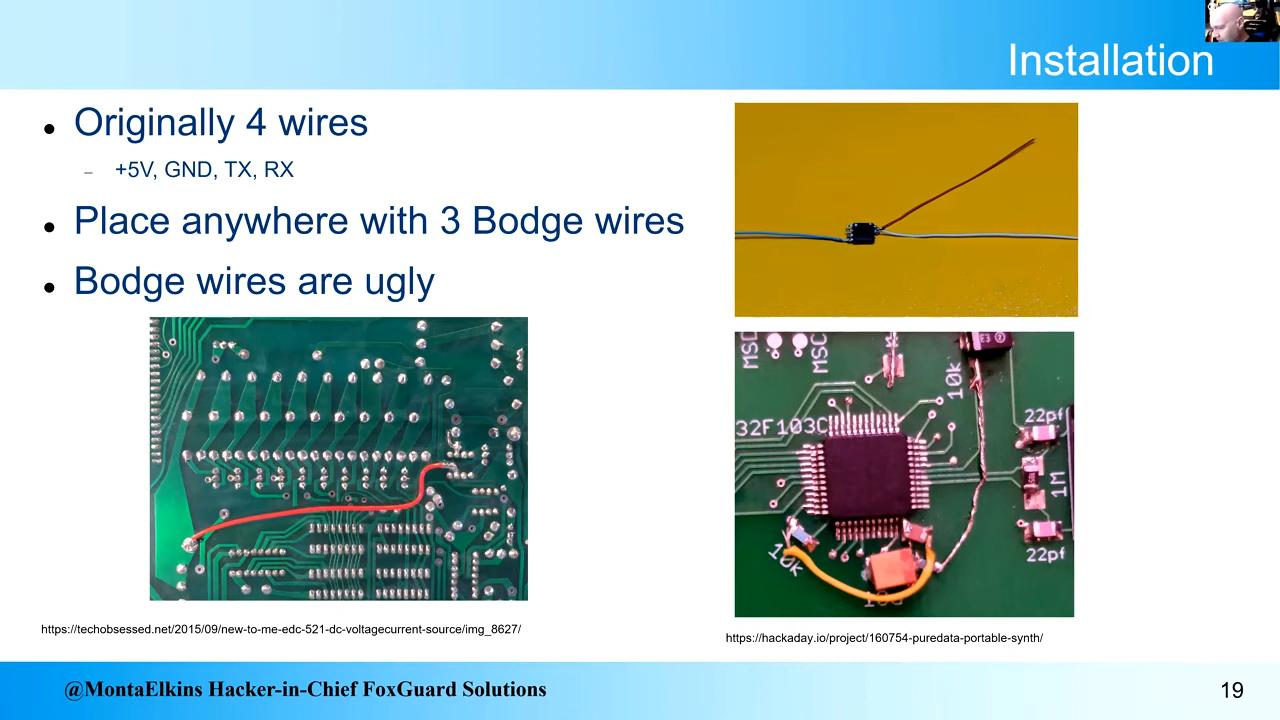 Installation
Originally 4 wires
+5V, GND, TX, RX
Place anywhere with 3 Bodge wires
Bodge wires are ugly
MSC
10k
32F103C
22pf
1M
10k
22pf
https://techobsessed.net/2015/09/new-to-me-edc-521-dc-voltagecurrent-source/img_8627/
https://hackaday.io/project/160754-puredata-portable-synth/
@MontaElkins Hacker-in-Chief FoxGuard Solutions
19